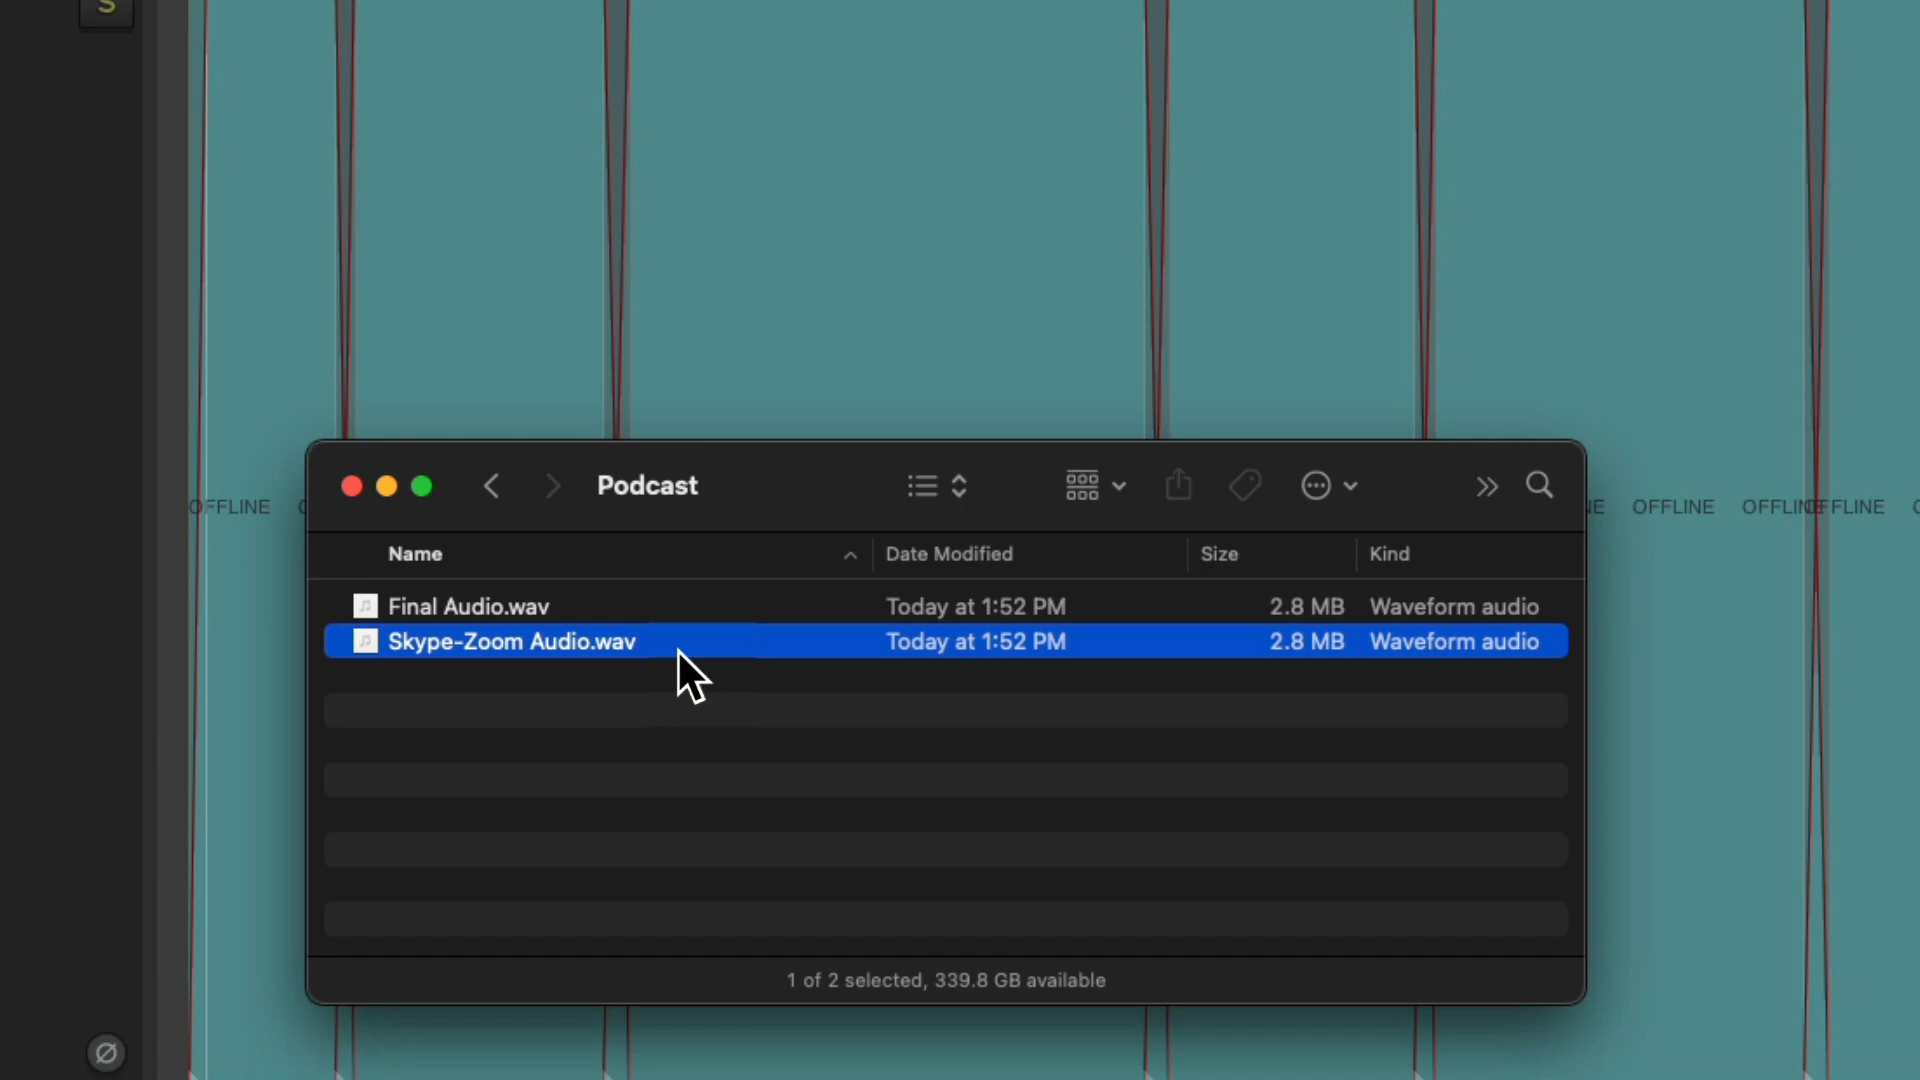 S
Podcast
Name Date Modified Size Kind
Final Audio.wav Today at 1:52 PM 2.8 MB Waveform audio
Skype-Zoom Audio.wav Today at 1:52 PM 2.8 MB Waveform audio
1 of 2 selected, 339.8 GB available
OFFLINE OFFLINE